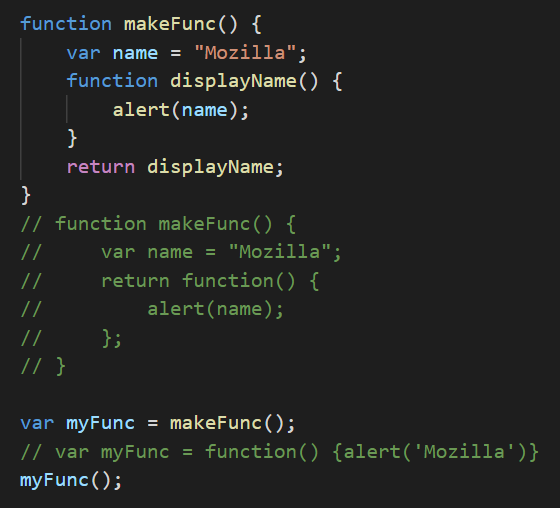 function makeFunc() {
    var name = "Mozilla";
    function displayName() {
        alert(name);
    }
    return displayName;
}
// function makeFunc() {
//     var name = "Mozilla";
//     return function() {
//         alert(name);
//     };
// }

var myFunc = makeFunc();
// var myFunc = function() {alert('Mozilla')}
myFunc();